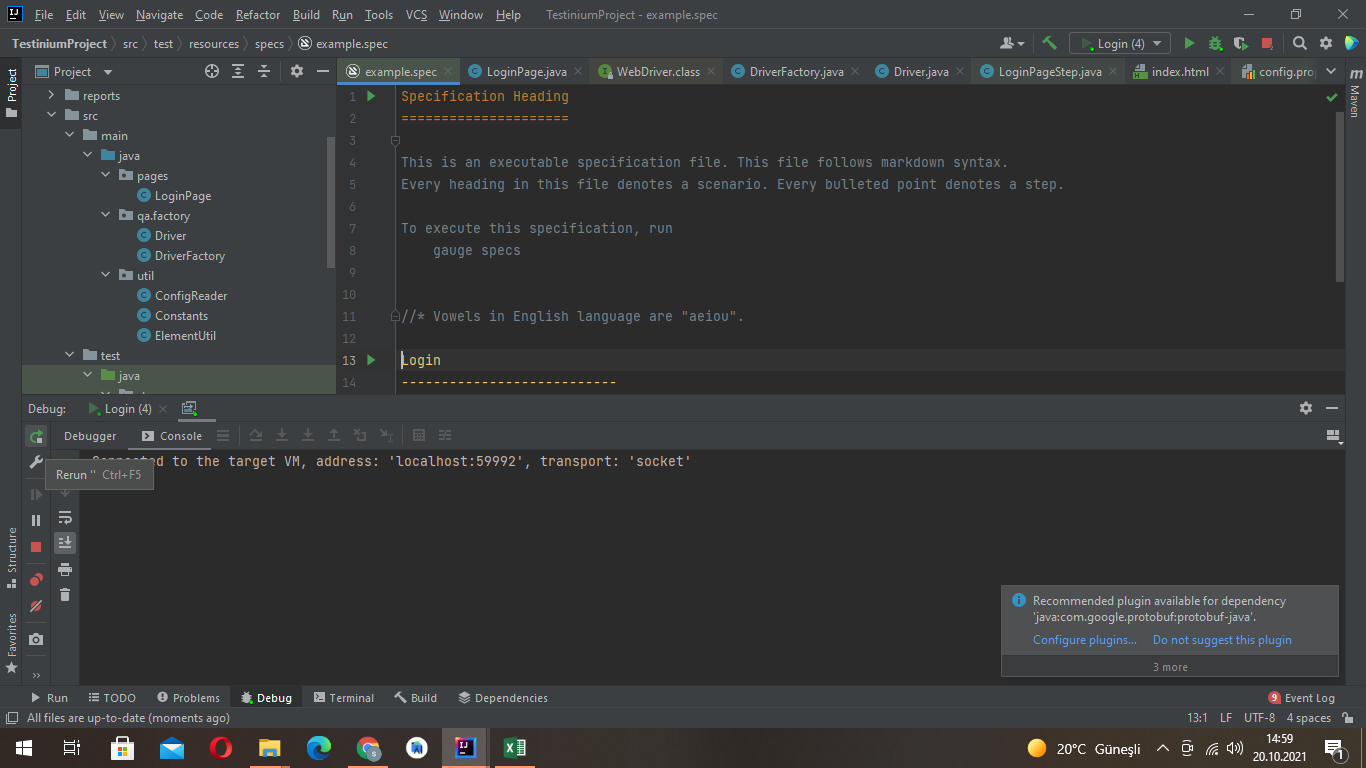 File Edit View Navigate Code Refactor Build Run Tools VCS Window Help TestiniumProject - example.spec
TestiniumProject src test resources specs example.spec Login (4)
Project example.spec LoginPage.java WebDriver.class DriverFactory.java Driver.java LoginPageStep.java index.html config.pro
Project
Maven
reports
src
main
java
pages
LoginPage
qa.factory
Driver
DriverFactory
util
ConfigReader
Constants
ElementUtil
test
java
1 Specification Heading
2 =====================
3
4 This is an executable specification file. This file follows markdown syntax.
5 Every heading in this file denotes a scenario. Every bulleted point denotes a step.
6
7 To execute this specification, run
8 gauge specs
9
10
11 //* Vowels in English language are "aeiou".
12
13 Login
14 ---------------------------
Debug: Login (4)
Debugger Console
to the target VM, address: 'localhost:59992', transport: 'socket'
Rerun '' Ctrl+F5
Structure
Favorites
Recommended plugin available for dependency
'java:com.google.protobuf:protobuf-java'.
Configure plugins... Do not suggest this plugin
3 more
Run TODO Problems Debug Terminal Build Dependencies 9 Event Log
All files are up-to-date (moments ago) 13:1 LF UTF-8 4 spaces
20°C Güneşli 14:59
20.10.2021
1